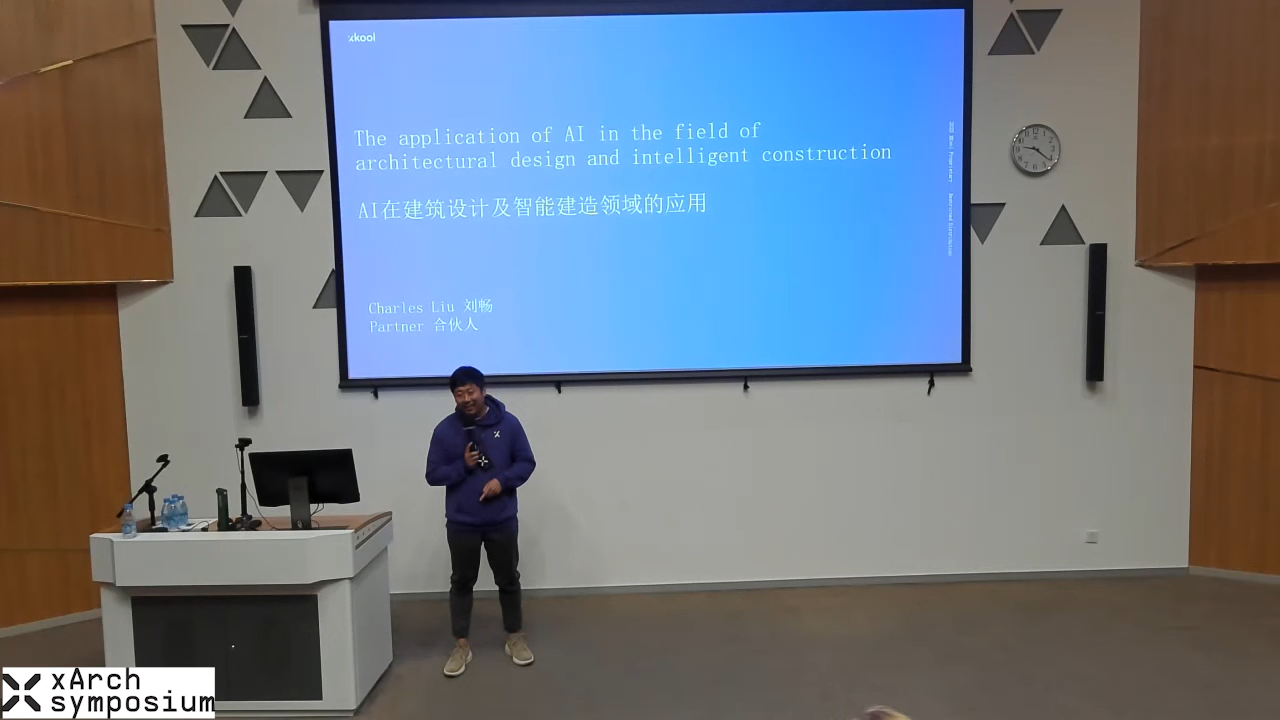 xkool
The application of AI in the field of
architectural design and intelligent construction
AI在建筑设计及智能建造领域的应用
Charles Liu 刘畅
Partner 合伙人
xArch
symposium